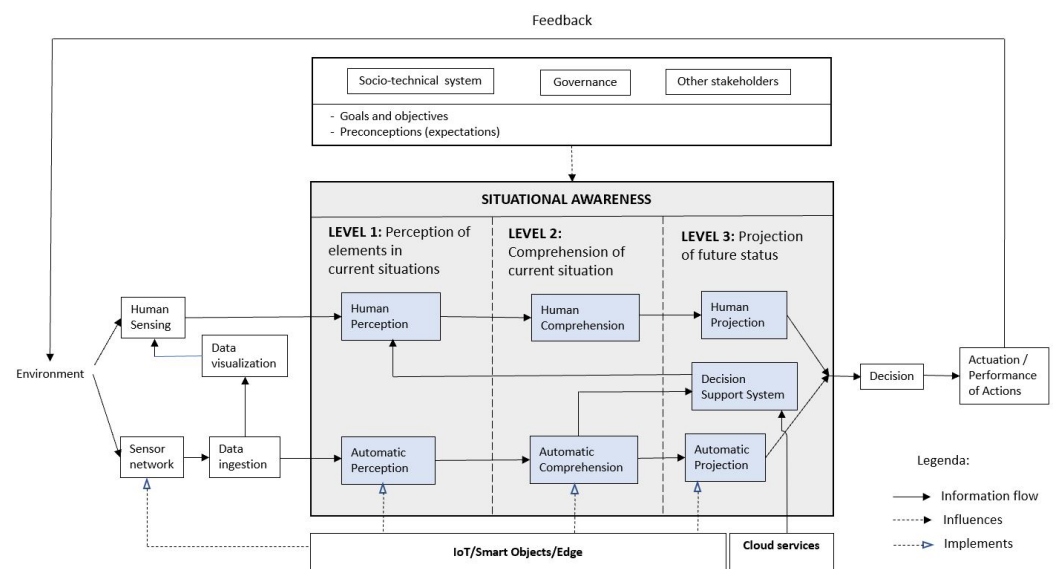 Feedback
Socio-technical system
Governance
Other stakeholders
- Goals and objectives
- Preconceptions (expectations)
SITUATIONAL AWARENESS
LEVEL 1: Perception of
elements in
current situations
LEVEL 2:
Comprehension of
current situation
LEVEL 3: Projection
of future status
Human
Sensing
Human
Perception
Human
Comprehension
Human
Projection
Data
visualization
Environment
Decision
Support System
Decision
Actuation /
Performance
of Actions
Sensor
network
Data
ingestion
Automatic
Perception
Automatic
Comprehension
Automatic
Projection
Legenda:
Information flow
Influences
Implements
IoT/Smart Objects/Edge
Cloud services